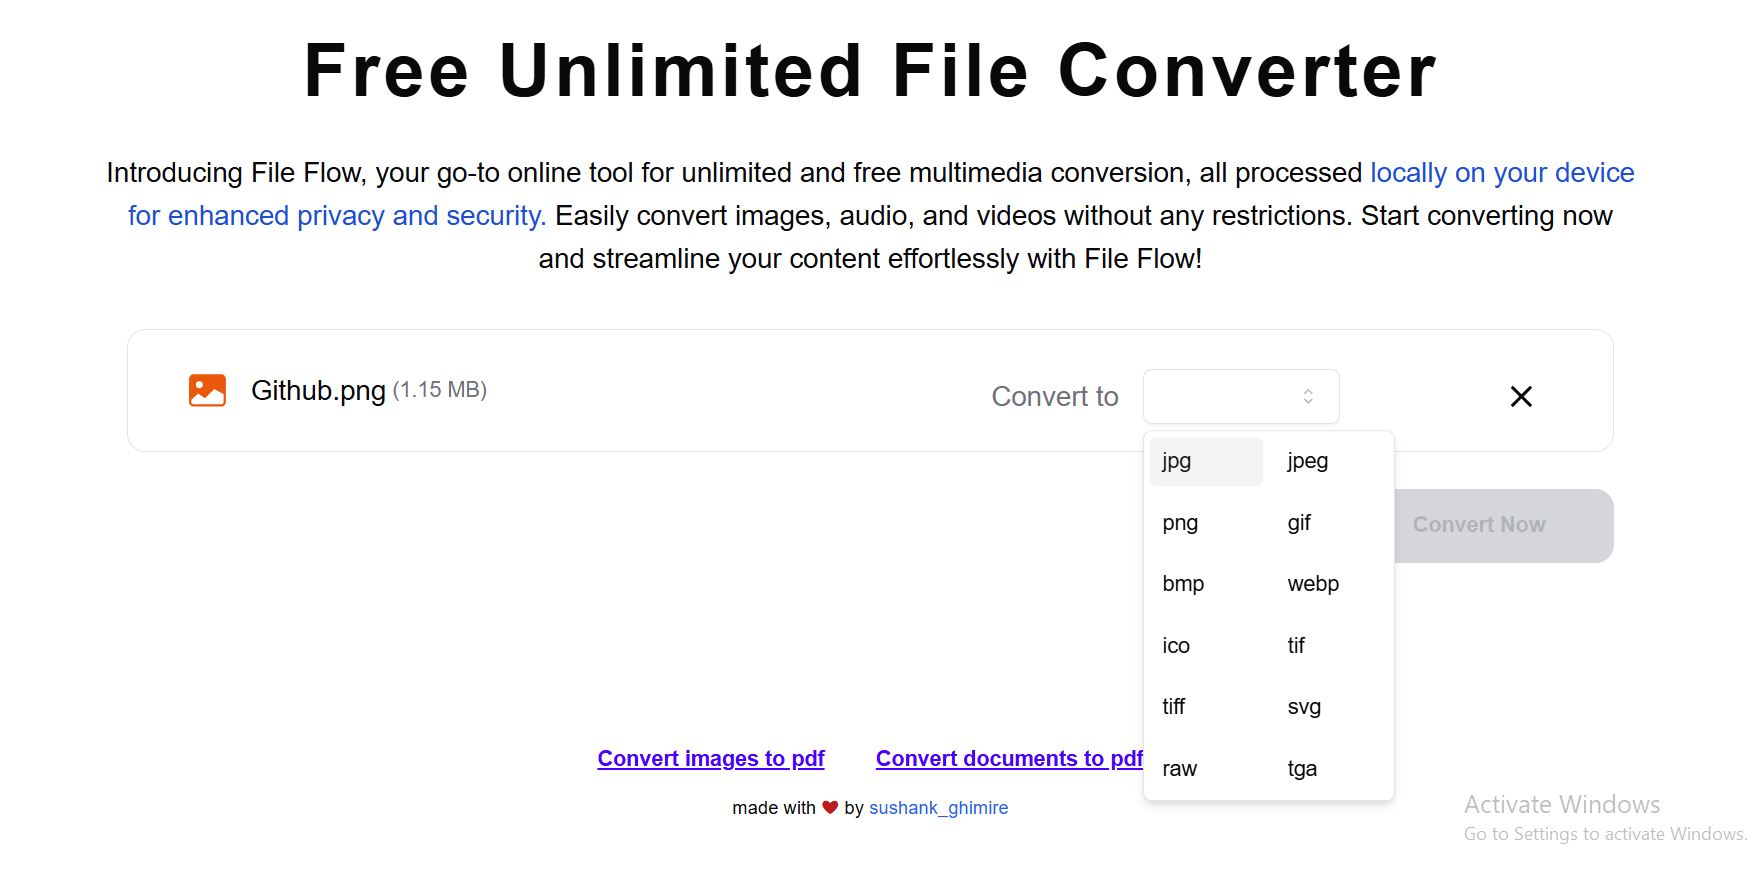 Free Unlimited File Converter
Introducing File Flow, your go-to online tool for unlimited and free multimedia conversion, all processed locally on your device
for enhanced privacy and security. Easily convert images, audio, and videos without any restrictions. Start converting now
and streamline your content effortlessly with File Flow!
Github.png (1.15 MB)
Convert to
jpg jpeg
png gif
Convert Now
bmp webp
ico tif
tiff svg
Convert images to pdf Convert documents to pdf
raw tga
made with ❤ by sushank_ghimire
Activate Windows
Go to Settings to activate Windows.